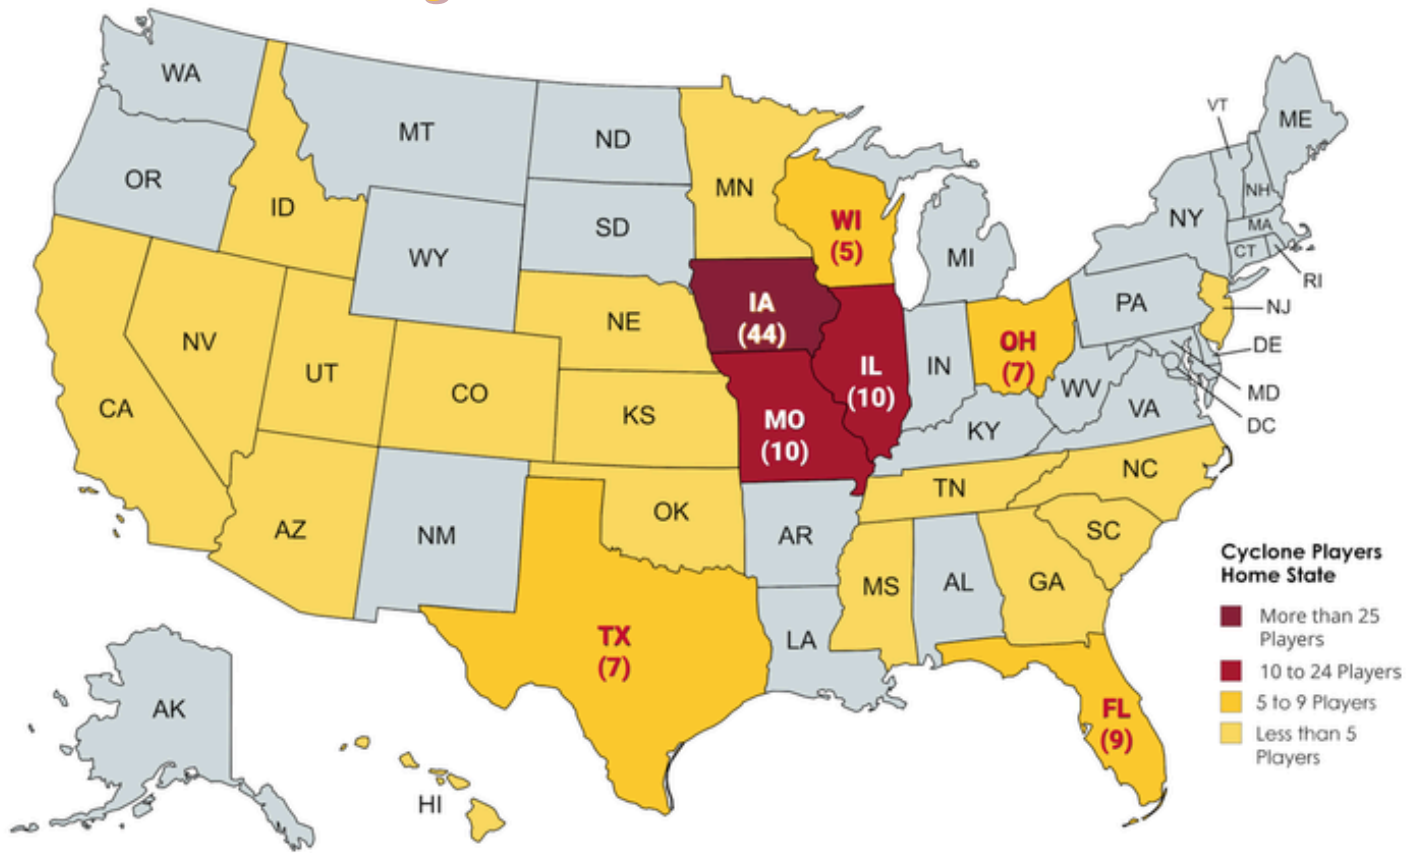 WA
MT
ND
MN
OR
ID
SD
WI
(5)
WY
MI
VT
ME
NH
NY
MA
CT
RI
PA
NJ
DE
MD
DC
IA
(44)
NE
NV
UT
CO
CA
KS
MO
(10)
IL
(10)
IN
OH
(7)
WV
VA
KY
NC
TN
AZ
NM
OK
AR
SC
MS
AL
GA
TX
(7)
LA
FL
(9)
AK
HI
Cyclone Players
Home State
More than 25
Players
10 to 24 Players
5 to 9 Players
Less than 5
Players